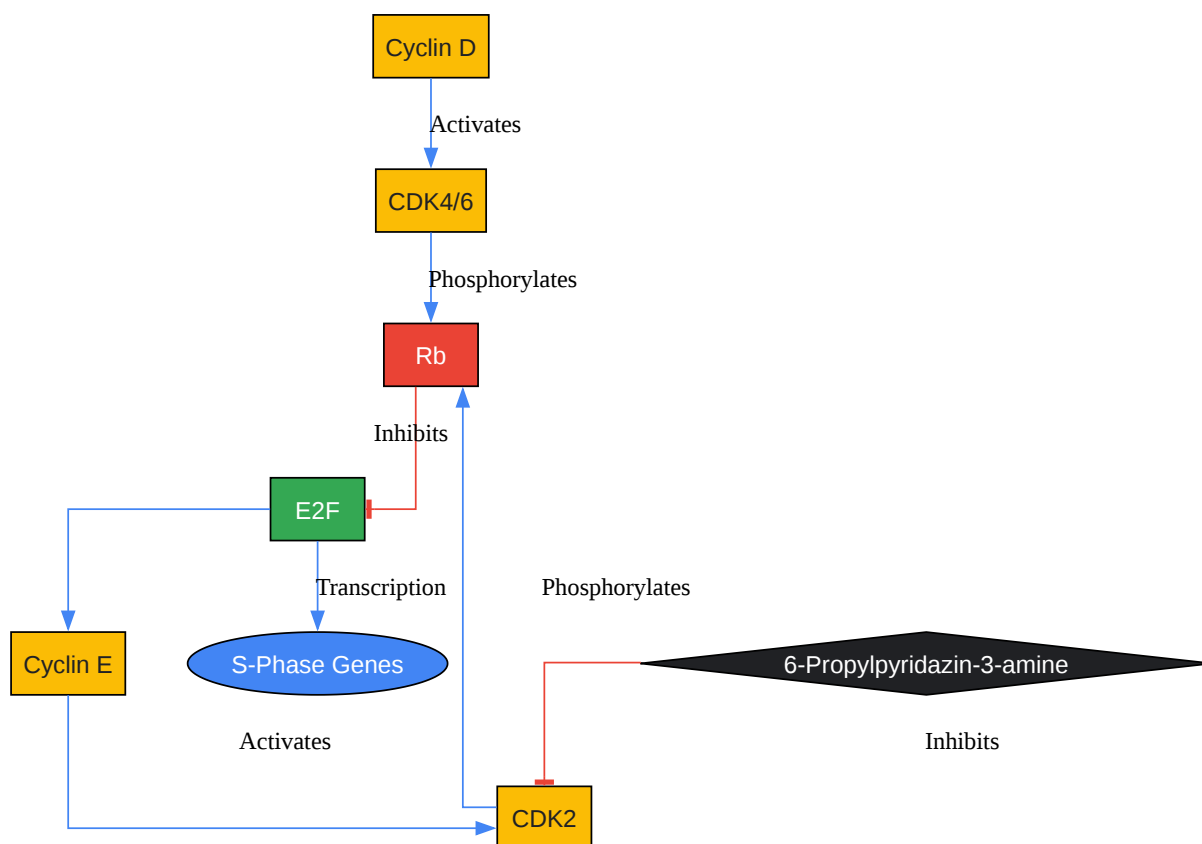 Cyclin D
Activates
CDK4/6
Phosphorylates
Rb
Inhibits
E2F
Transcription
Phosphorylates
Cyclin E
S-Phase Genes
6-Propylpyridazin-3-amine
Activates
Inhibits
CDK2